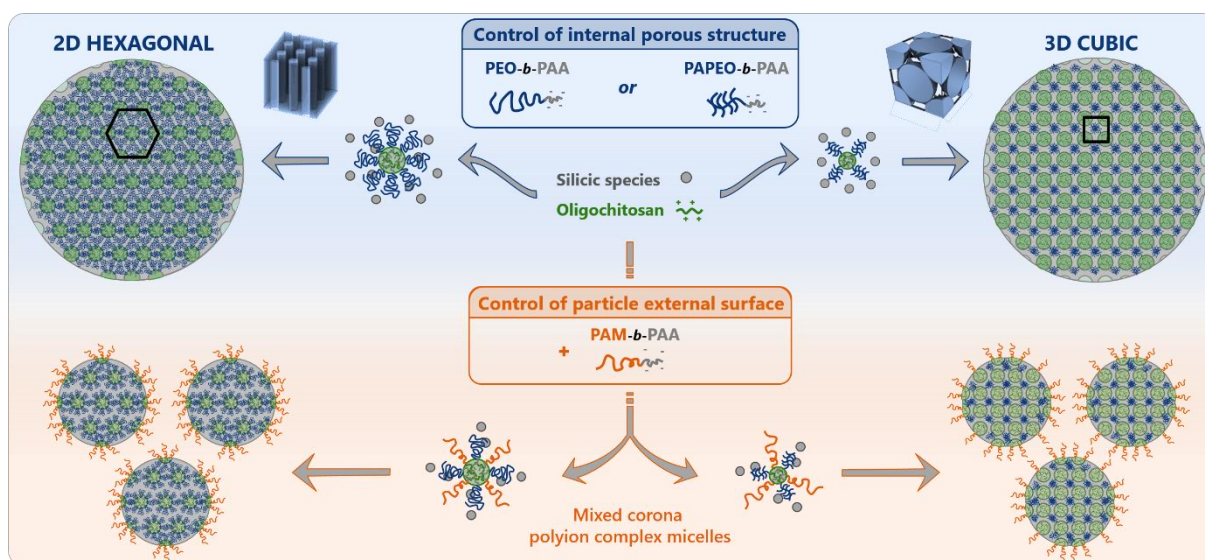 2D HEXAGONAL
Control of internal porous structure
PEO-b-PAA
or
PAPEO-b-PAA
3D CUBIC
Silicic species
Oligochitosan
Control of particle external surface
PAM-b-PAA
+
Mixed corona
polyion complex micelles